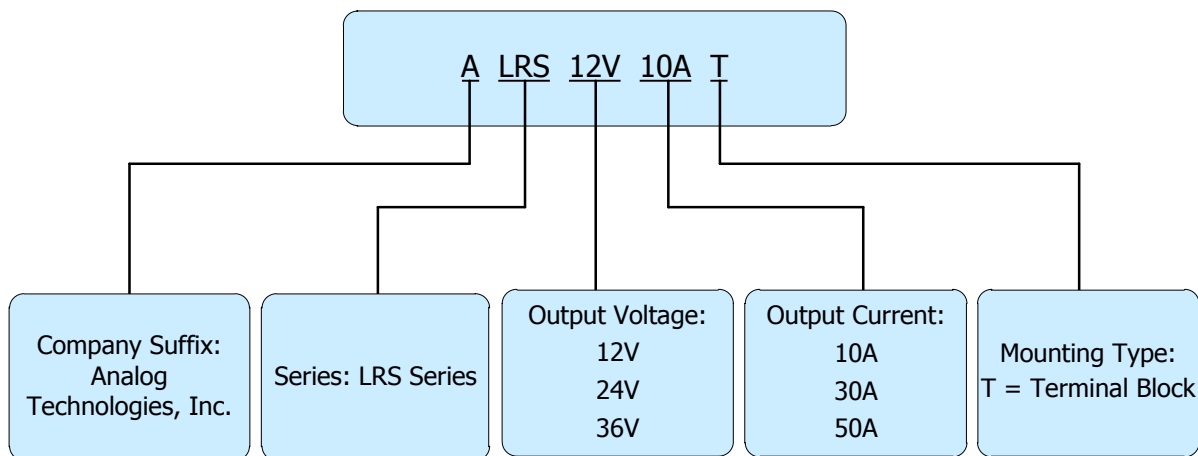 A LRS 12V 10A T
Company Suffix:
Analog
Technologies, Inc.
Series: LRS Series
Output Voltage:
12V
24V
36V
Output Current:
10A
30A
50A
Mounting Type:
T = Terminal Block